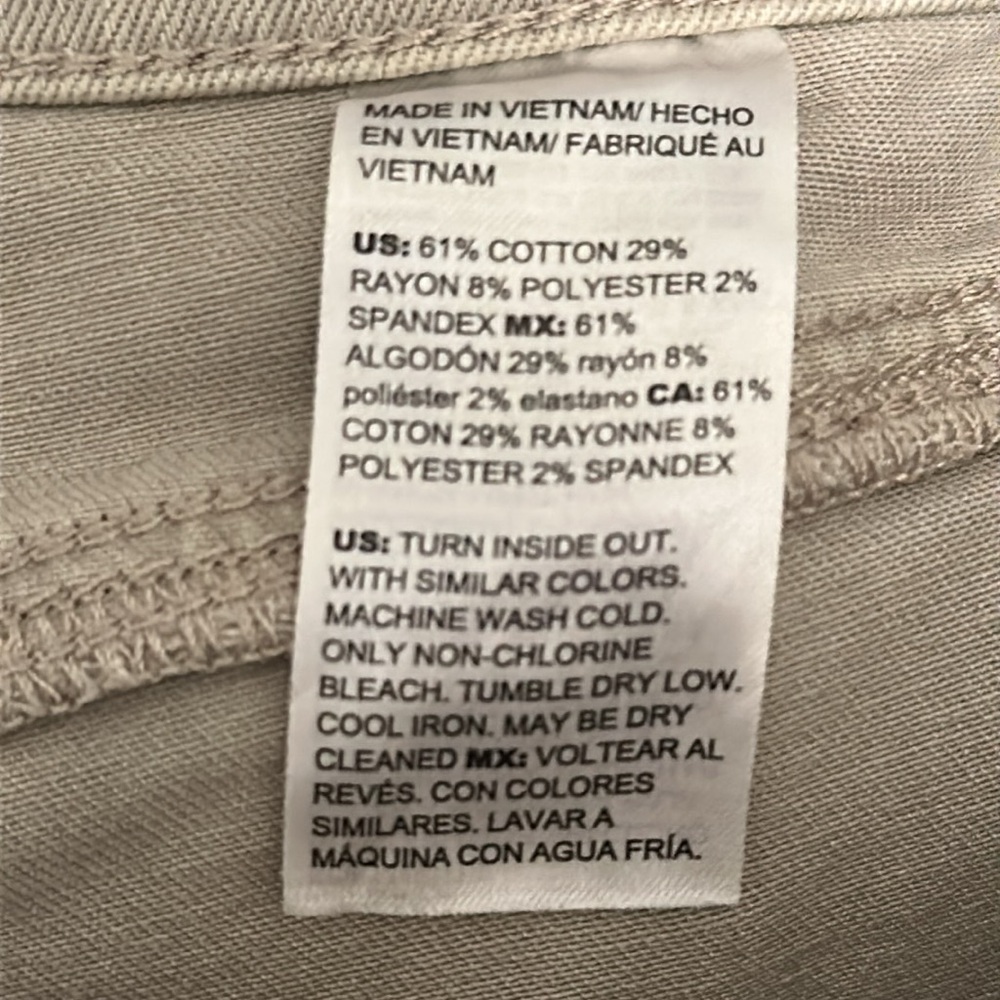 MADE IN VIETNAM/ HECHO
EN VIETNAM/ FABRIQUÉ AU
VIETNAM
US: 61% COTTON 29%
RAYON 8% POLYESTER 2%
SPANDEX MX: 61%
ALGODÓN 29% rayón 8%
poliéster 2% elastano CA: 61%
COTON 29% RAYONNE 8%
POLYESTER 2% SPANDEX
US: TURN INSIDE OUT.
WITH SIMILAR COLORS.
MACHINE WASH COLD.
ONLY NON-CHLORINE
BLEACH. TUMBLE DRY LOW.
COOL IRON. MAY BE DRY
CLEANED MX: VOLTEAR AL
REVÉS. CON COLORES
SIMILARES. LAVAR A
MÁQUINA CON AGUA FRÍA.